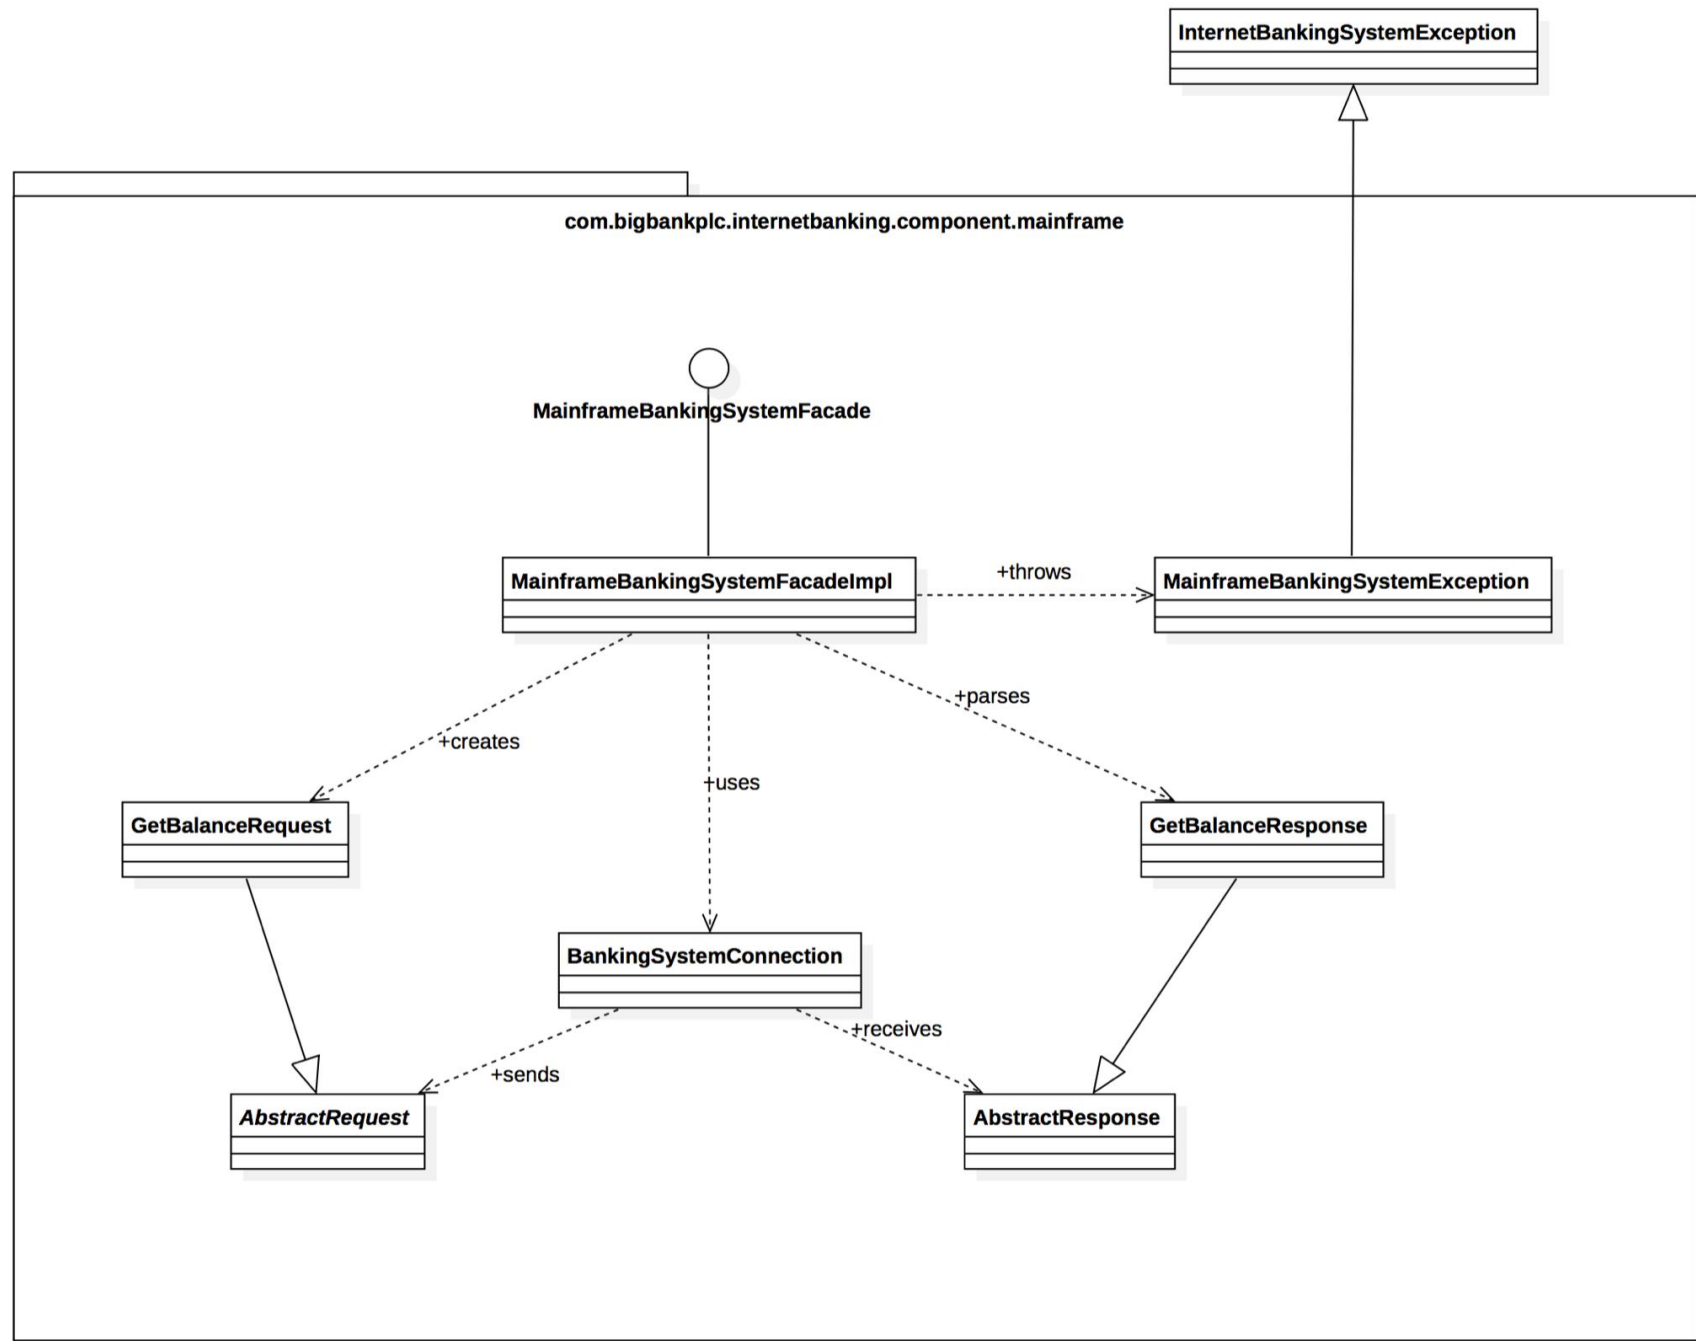 InternetBankingSystemException
com.bigbankplc.internetbanking.component.mainframe
MainframeBankingSystemFacade
MainframeBankingSystemFacadeImpl
+throws
MainframeBankingSystemException
+parses
+creates
+uses
GetBalanceRequest
GetBalanceResponse
BankingSystemConnection
+receives
+sends
AbstractRequest
AbstractResponse